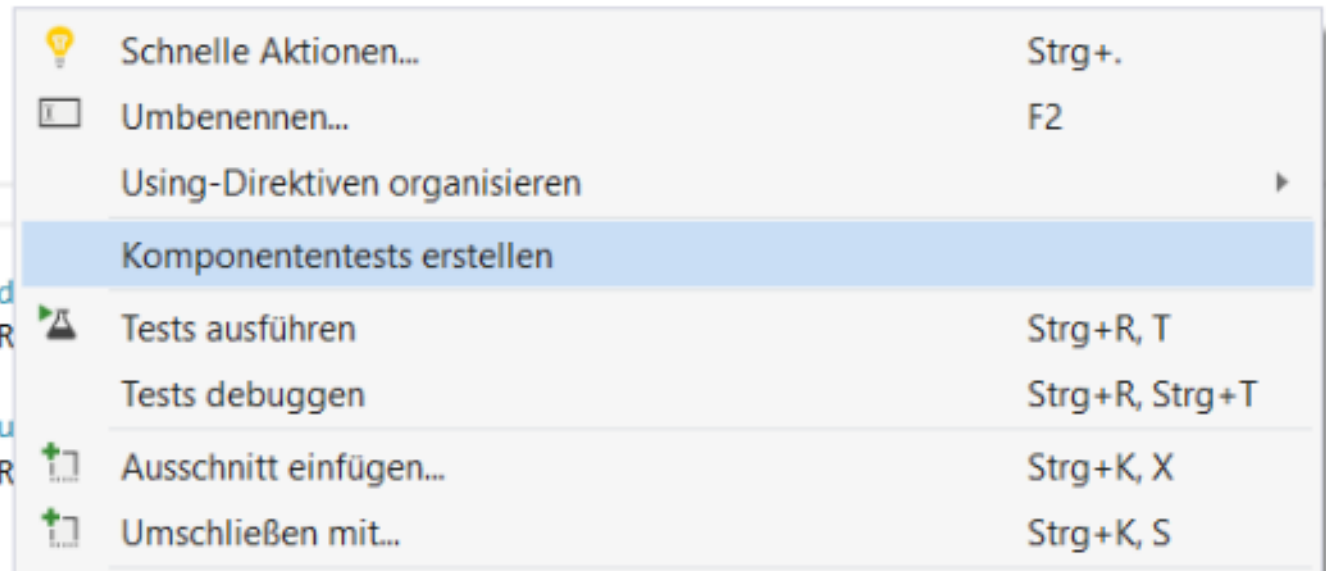 Schnelle Aktionen... Strg+.
Umbenennen... F2
Using-Direktiven organisieren
Komponententests erstellen
d
Tests ausführen Strg+R, T
R
Tests debuggen Strg+R, Strg+T
u
Ausschnitt einfügen... Strg+K, X
R
Umschließen mit... Strg+K, S